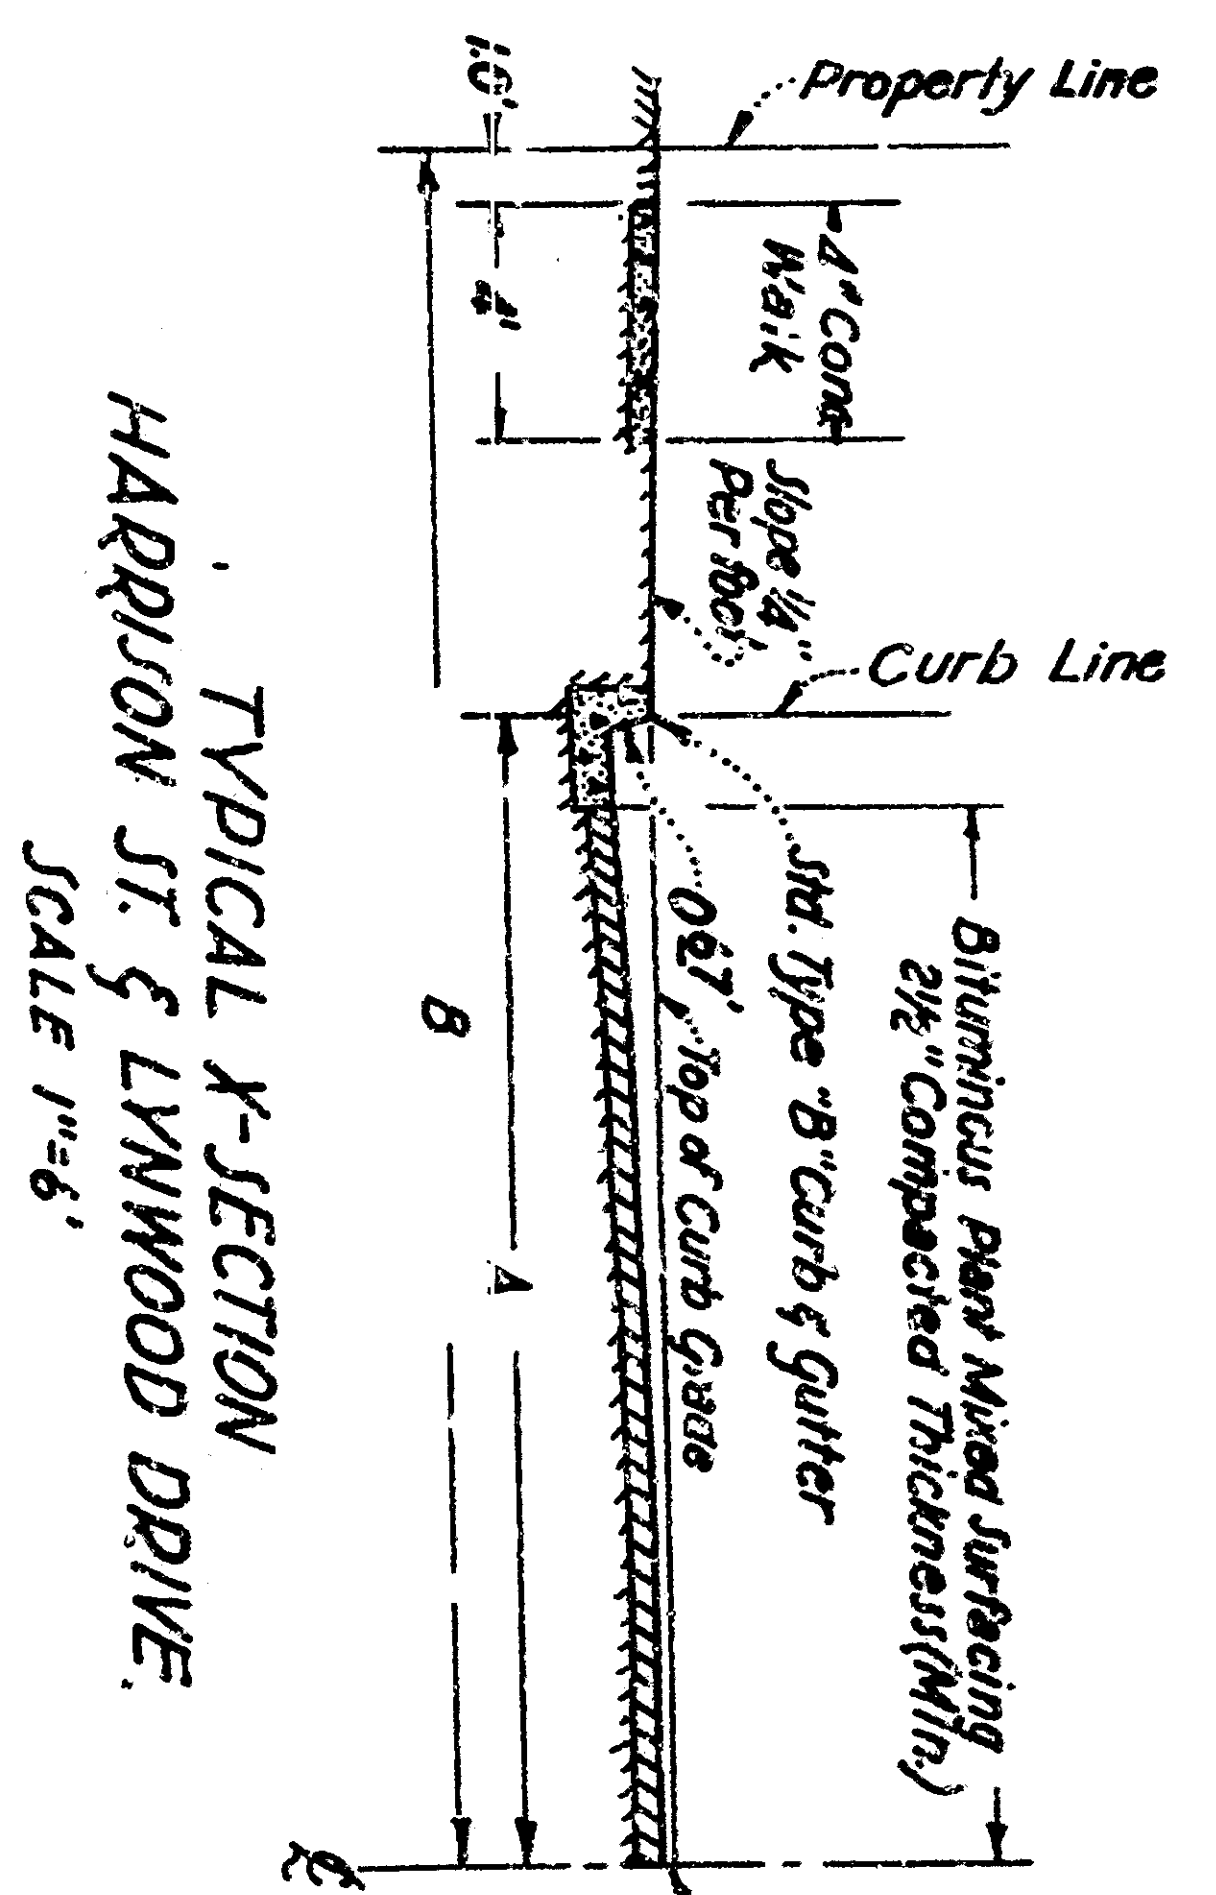 Property Line
1.0'
4" Conc
Walk
4'
Slope 1/4"
Per foot
Curb Line
Bituminous Plant Mixed Surfacing
2½" Compacted Thickness (Min.)
Std. Type "B" Curb & Gutter
Top of Curb Grade
B
A
℄
TYPICAL X-SECTION
HARRISON ST. & LYNWOOD DRIVE.
SCALE 1"=6'